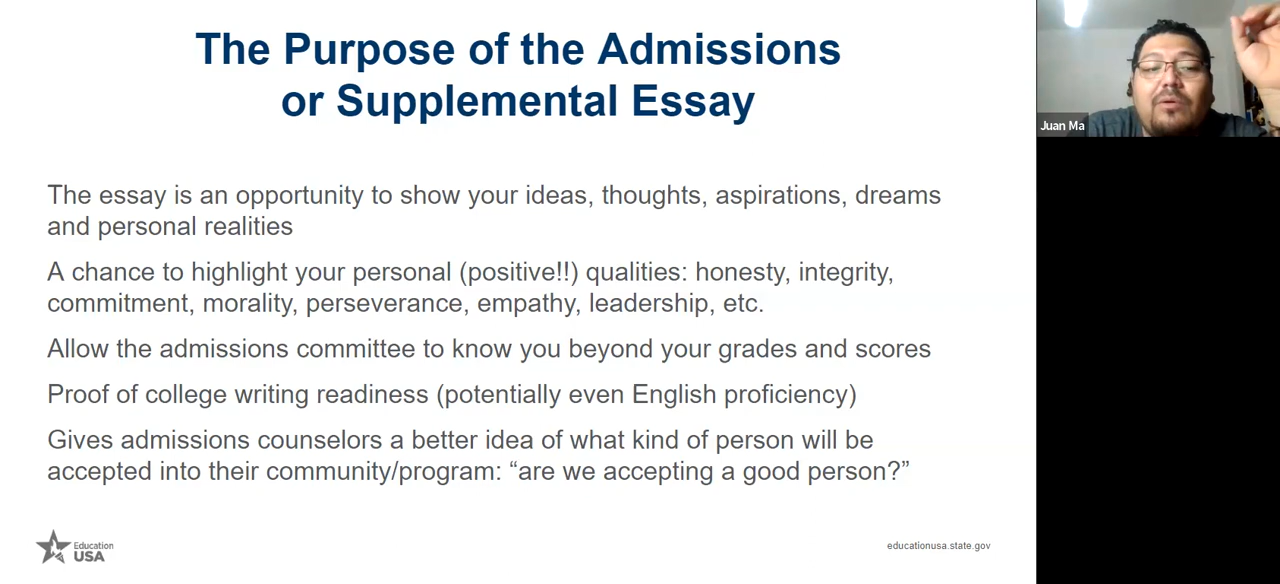 The Purpose of the Admissions
or Supplemental Essay
The essay is an opportunity to show your ideas, thoughts, aspirations, dreams
and personal realities
A chance to highlight your personal (positive!!) qualities: honesty, integrity,
commitment, morality, perseverance, empathy, leadership, etc.
Allow the admissions committee to know you beyond your grades and scores
Proof of college writing readiness (potentially even English proficiency)
Gives admissions counselors a better idea of what kind of person will be
accepted into their community/program: “are we accepting a good person?”
Education
USA
educationusa.state.gov
Juan Ma